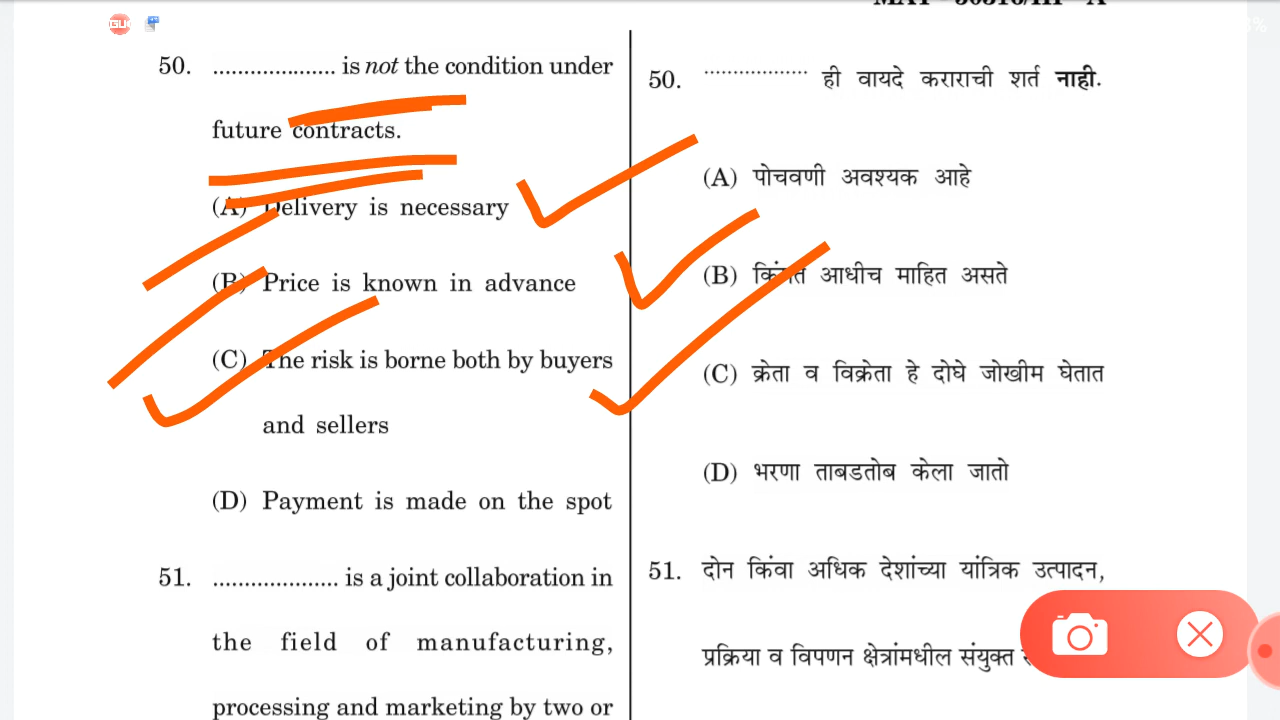 50. ..................... is not the condition under
future contracts.
(A) Delivery is necessary
(B) Price is known in advance
(C) The risk is borne both by buyers
and sellers
(D) Payment is made on the spot
51. ..................... is a joint collaboration in
the field of manufacturing,
processing and marketing by two or
50. .................. ही वायदे कराराची शर्त नाही.
(A) पोचवणी अवश्यक आहे
(B) किंमत आधीच माहित असते
(C) क्रेता व विक्रेता हे दोघे जोखीम घेतात
(D) भरणा ताबडतोब केला जातो
51. दोन किंवा अधिक देशांच्या यांत्रिक उत्पादन,
प्रक्रिया व विपणन क्षेत्रांमधील संयुक्त